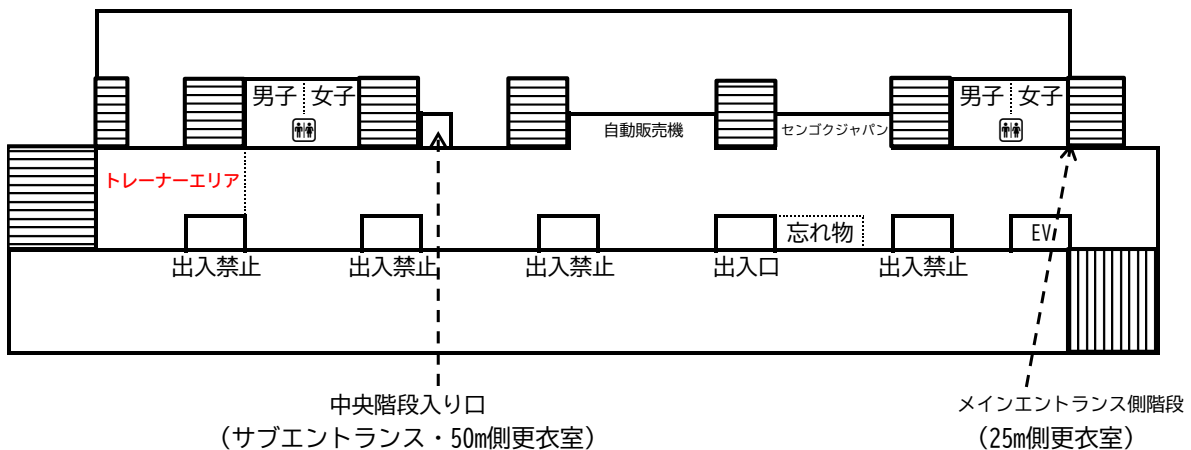 男子 女子
男子 女子
自動販売機
センゴクジャパン
トレーナーエリア
忘れ物
EV
出入禁止
出入禁止
出入禁止
出入口
出入禁止
中央階段入り口
（サブエントランス・50m側更衣室）
メインエントランス側階段
（25m側更衣室）